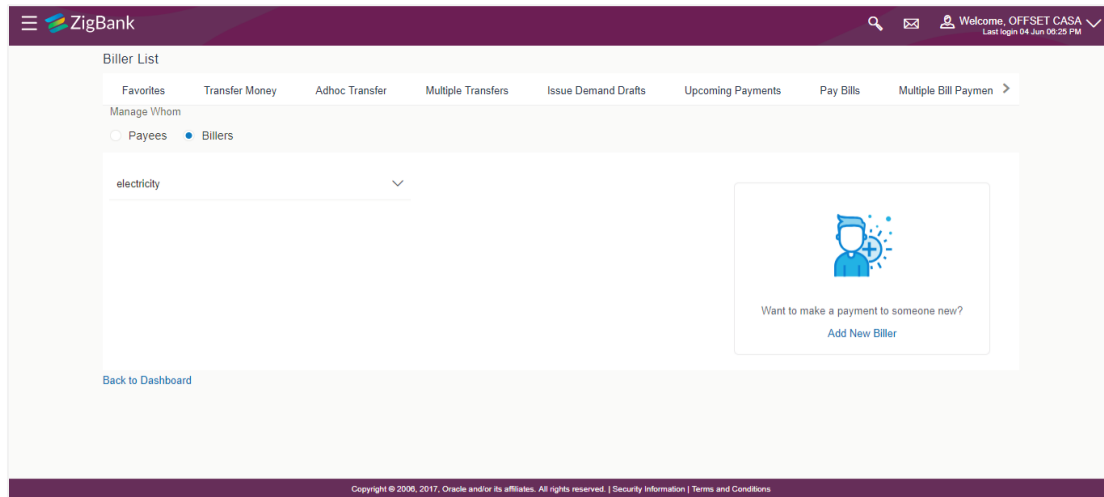 ZigBank
Welcome, OFFSET CASA
Last login 04 Jun 06:25 PM
Biller List
Favorites Transfer Money Adhoc Transfer Multiple Transfers Issue Demand Drafts Upcoming Payments Pay Bills Multiple Bill Paymen
Manage Whom
Payees Billers
electricity
Want to make a payment to someone new?
Add New Biller
Back to Dashboard
Copyright © 2006, 2017, Oracle and/or its affiliates. All rights reserved. | Security Information | Terms and Conditions